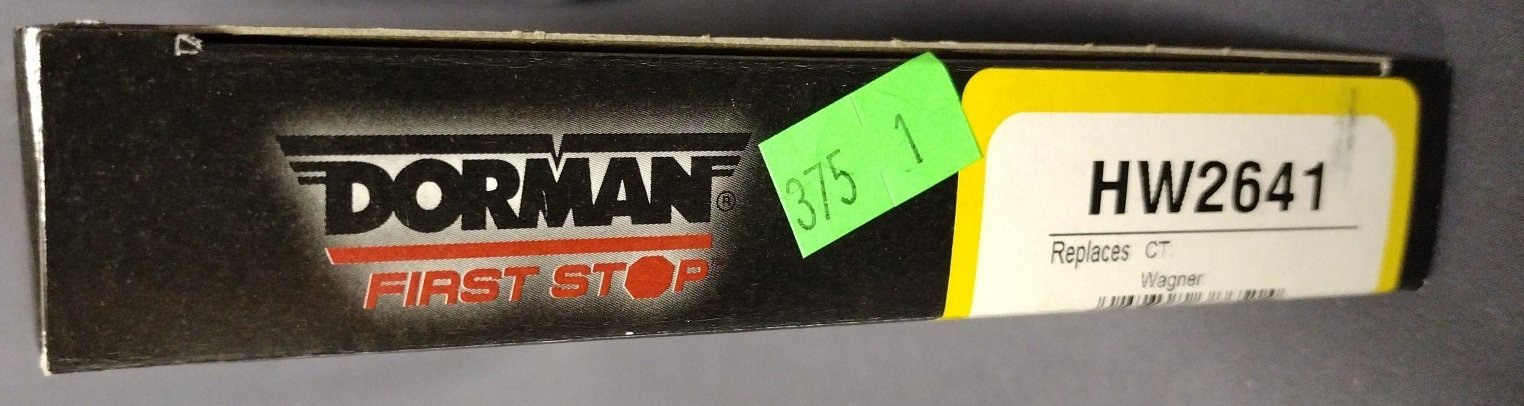 DORMAN®
FIRST STOP
375 1
HW2641
Replaces CT.
Wagner